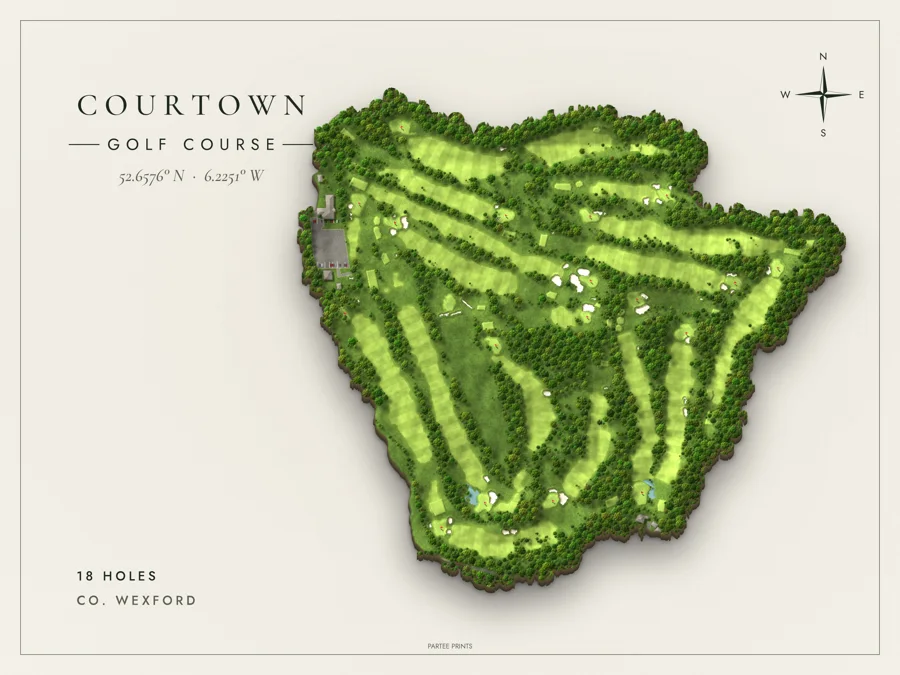 COURTOWN
GOLF COURSE
52.6576° N · 6.2251° W
N
W E
S
18 HOLES
CO. WEXFORD
PARTEE PRINTS